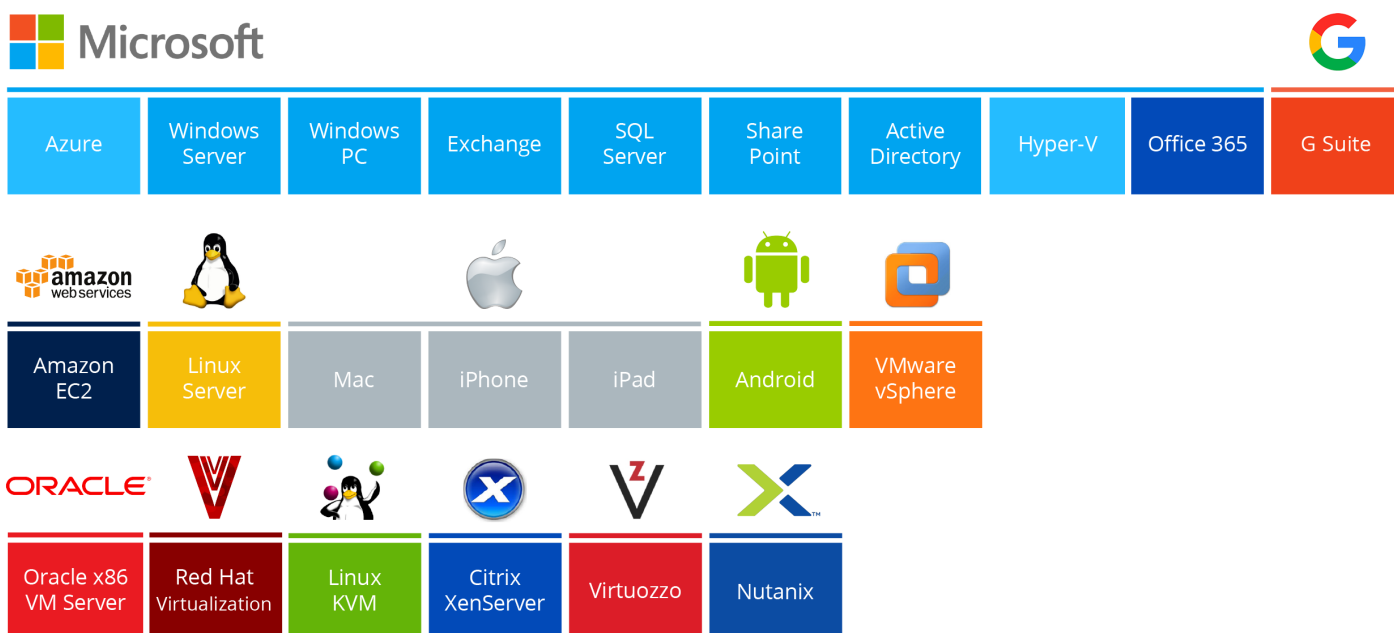 Microsoft
G
Azure
Windows
Server
Windows
PC
Exchange
SQL
Server
Share
Point
Active
Directory
Hyper-V
Office 365
G Suite
amazon
webservices
Amazon
EC2
Linux
Server
Mac
iPhone
iPad
Android
VMware
vSphere
ORACLE®
V
X
VZ
X™
Oracle x86
VM Server
Red Hat
Virtualization
Linux
KVM
Citrix
XenServer
Virtuozzo
Nutanix